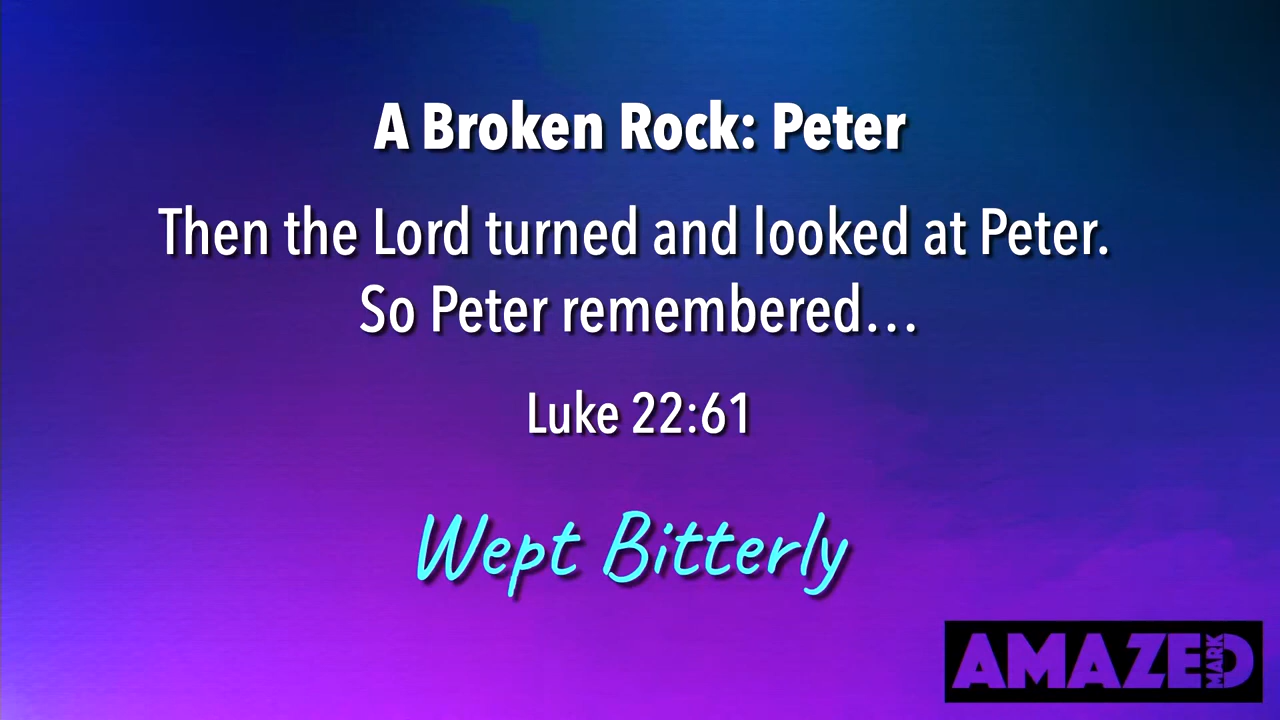 A Broken Rock: Peter
Then the Lord turned and looked at Peter.
So Peter remembered…
Luke 22:61
Wept Bitterly
AMAZED
MARK